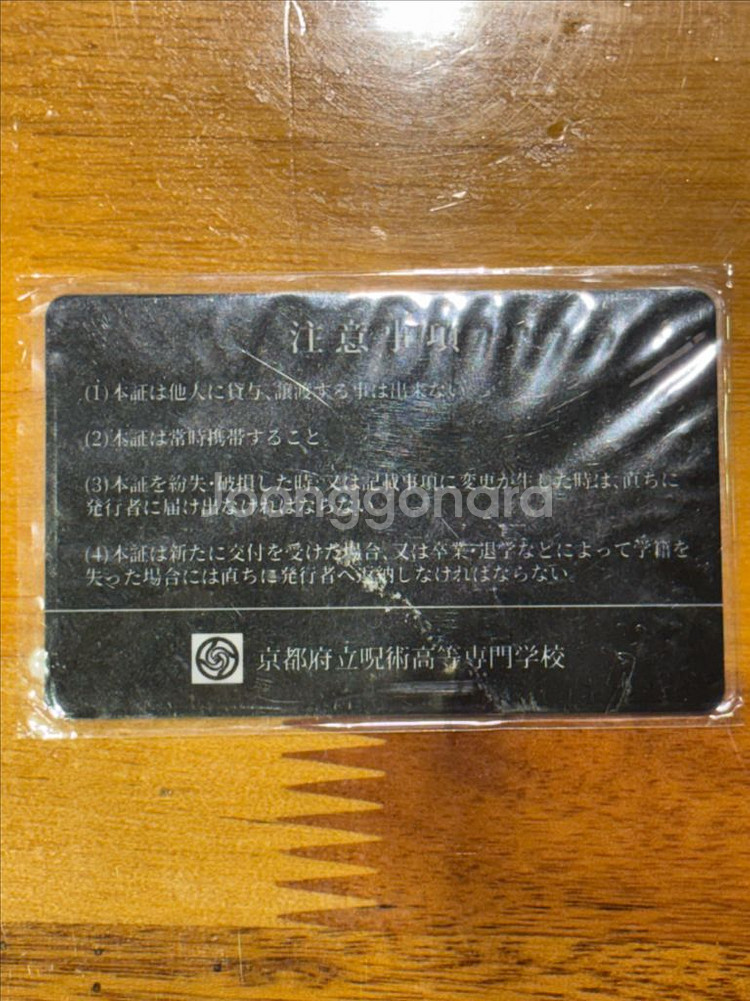 注意事項
(1)本証は他人に貸与、譲渡する事は出来ない。
(2)本証は常時携帯すること。
(3)本証を紛失・破損した時、又は記載事項に変更が生じた時は、直ちに
発行者に届け出なければならない。
Joonggonara
(4)本証は新たに交付を受けた場合、又は卒業・退学などによって学籍を
失った場合には直ちに発行者へ返納しなければならない。
京都府立呪術高等専門学校